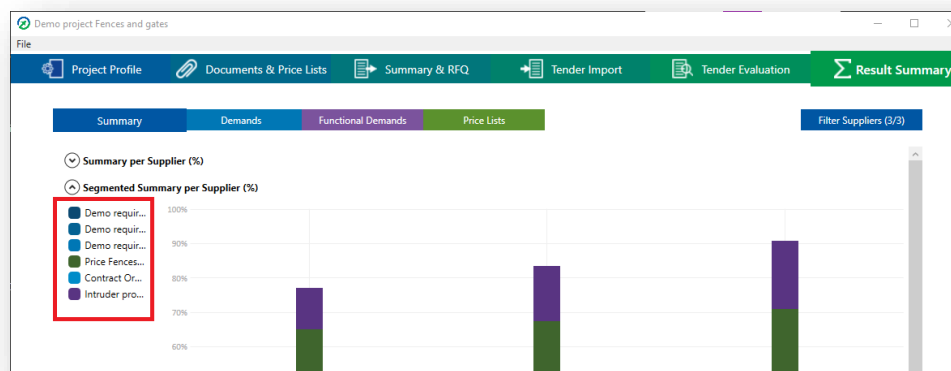 Demo project Fences and gates
File
Project Profile
Documents & Price Lists
Summary & RFQ
Tender Import
Tender Evaluation
Result Summary
Summary
Demands
Functional Demands
Price Lists
Filter Suppliers (3/3)
Summary per Supplier (%)
Segmented Summary per Supplier (%)
Demo requir...
Demo requir...
Demo requir...
Price Fences...
Contract Or...
Intruder pro...
100%
90%
80%
70%
60%